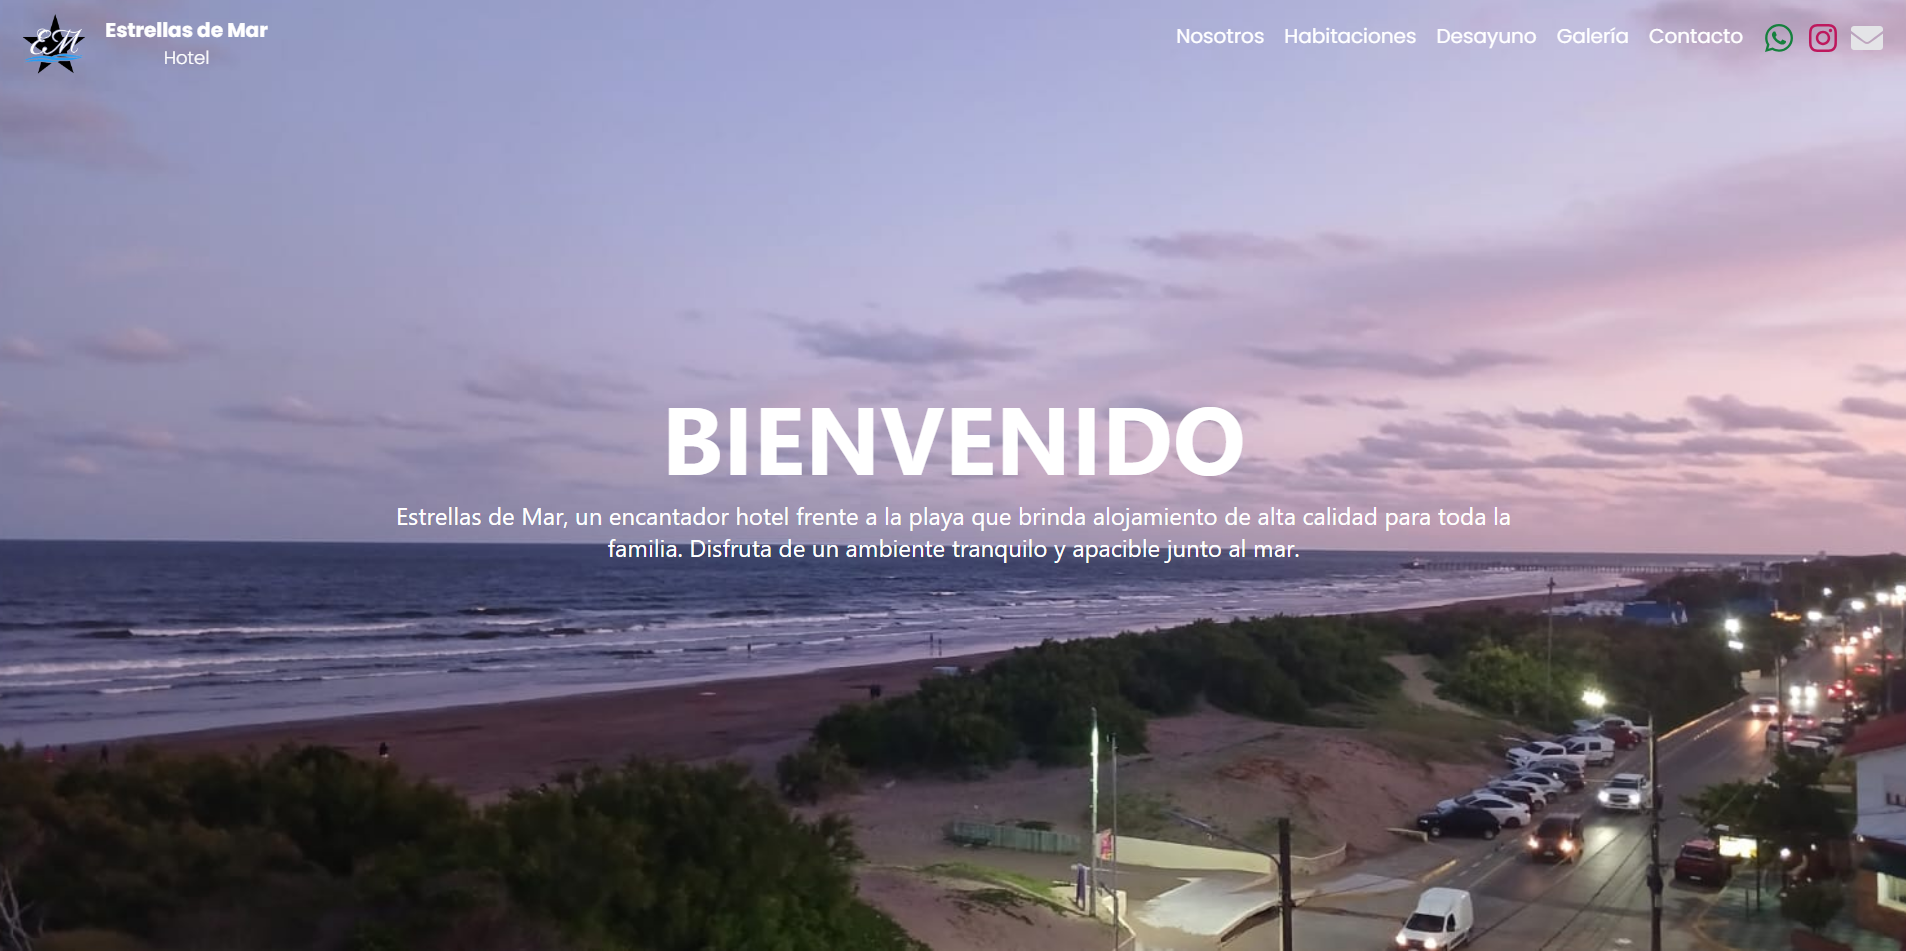 EM
Estrellas de Mar
Hotel
Nosotros Habitaciones Desayuno Galería Contacto
BIENVENIDO
Estrellas de Mar, un encantador hotel frente a la playa que brinda alojamiento de alta calidad para toda la
familia. Disfruta de un ambiente tranquilo y apacible junto al mar.